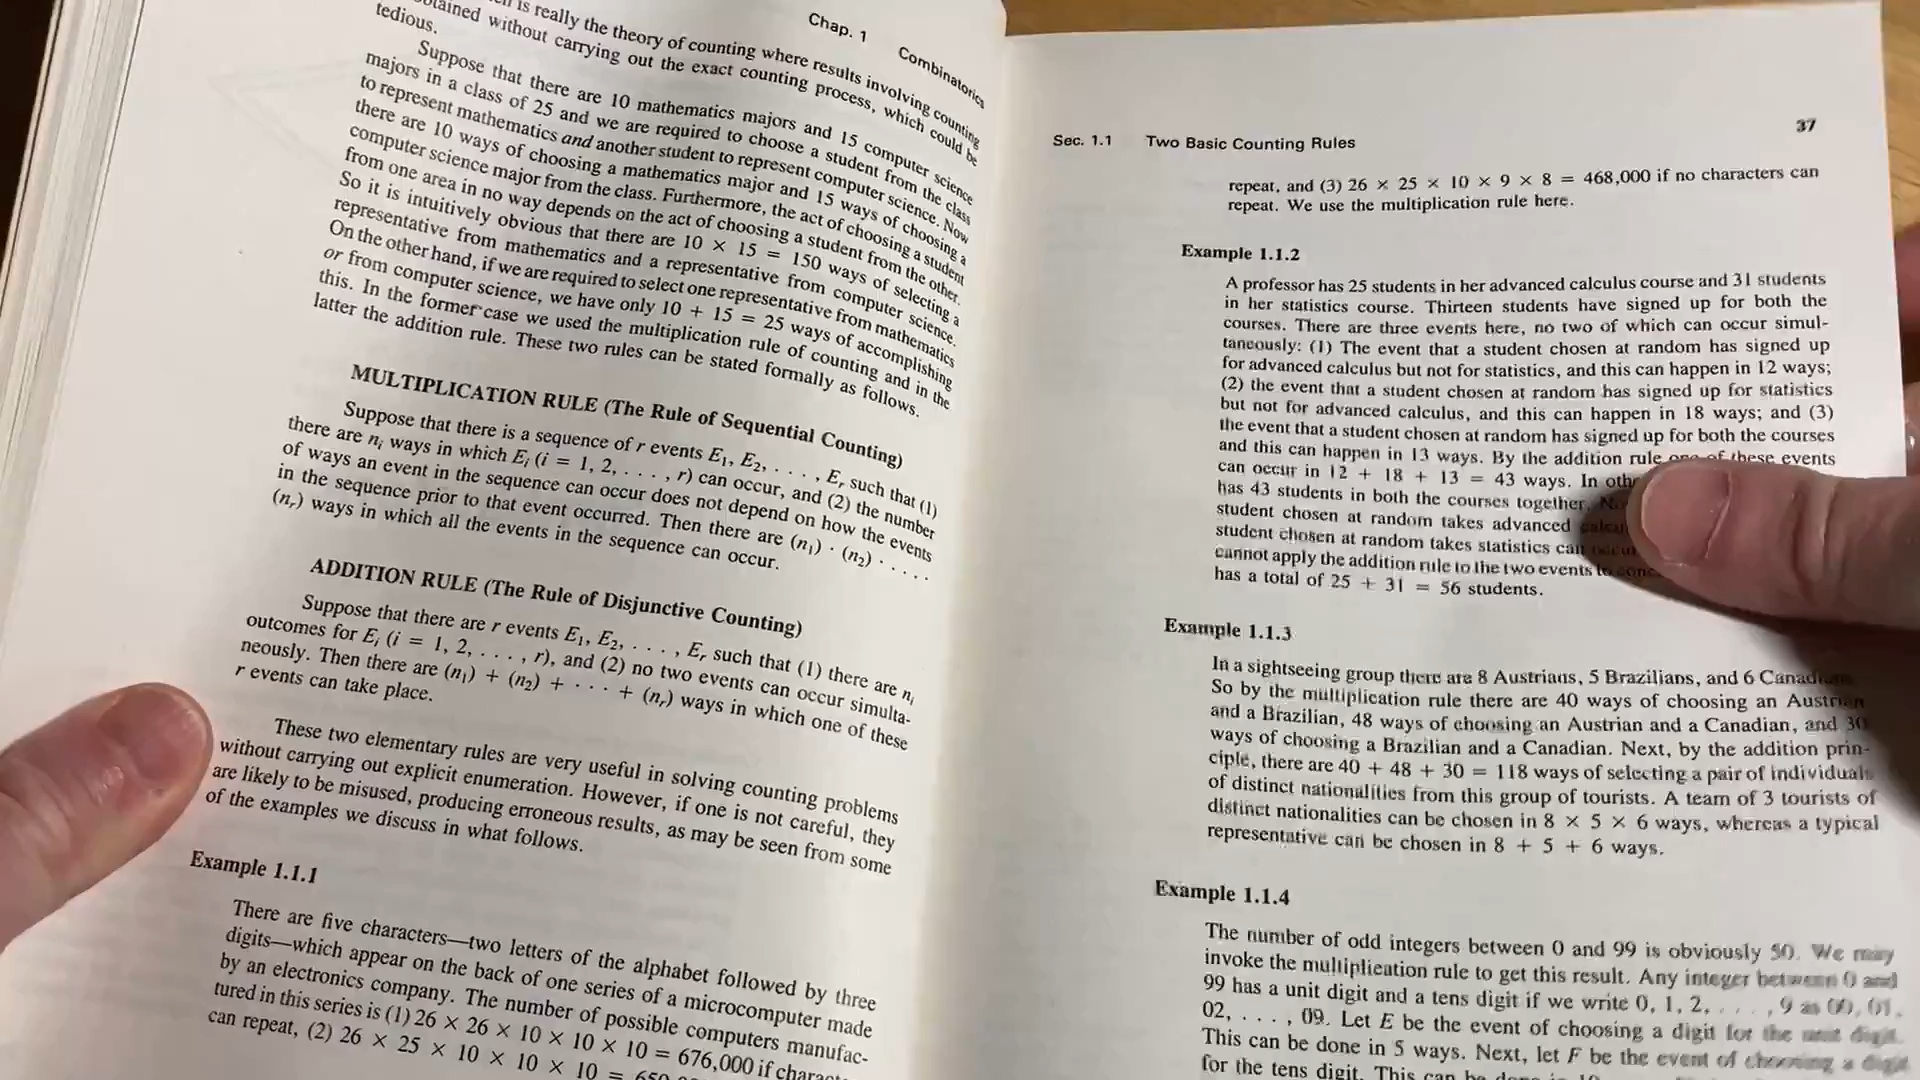 Chap. 1 Combinatorics
is really the theory of counting where results involving counting
obtained without carrying out the exact counting process, which could be
tedious.
Suppose that there are 10 mathematics majors and 15 computer science
majors in a class of 25 and we are required to choose a student from the class
to represent mathematics and another student to represent computer science. Now
there are 10 ways of choosing a mathematics major and 15 ways of choosing a
computer science major from the class. Furthermore, the act of choosing a student
from one area in no way depends on the act of choosing a student from the other.
So it is intuitively obvious that there are 10 × 15 = 150 ways of selecting a
representative from mathematics and a representative from computer science.
On the other hand, if we are required to select one representative from mathematics
or from computer science, we have only 10 + 15 = 25 ways of accomplishing
this. In the former case we used the multiplication rule of counting and in the
latter the addition rule. These two rules can be stated formally as follows.
MULTIPLICATION RULE (The Rule of Sequential Counting)
Suppose that there is a sequence of r events E₁, E₂, . . . . , Eᵣ such that (1)
there are nᵢ ways in which Eᵢ (i = 1, 2, . . . , r) can occur, and (2) the number
of ways an event in the sequence can occur does not depend on how the events
in the sequence prior to that event occurred. Then there are (n₁) · (n₂) · . . . .
(nᵣ) ways in which all the events in the sequence can occur.
ADDITION RULE (The Rule of Disjunctive Counting)
Suppose that there are r events E₁, E₂, . . . , Eᵣ such that (1) there are nᵢ
outcomes for Eᵢ (i = 1, 2, . . . , r), and (2) no two events can occur simulta-
neously. Then there are (n₁) + (n₂) + · · · + (nᵣ) ways in which one of these
r events can take place.
These two elementary rules are very useful in solving counting problems
without carrying out explicit enumeration. However, if one is not careful, they
are likely to be misused, producing erroneous results, as may be seen from some
of the examples we discuss in what follows.
Example 1.1.1
There are five characters—two letters of the alphabet followed by three
digits—which appear on the back of one series of a microcomputer made
by an electronics company. The number of possible computers manufac-
tured in this series is (1) 26 × 26 × 10 × 10 × 10 = 676,000 if
can repeat, (2) 26 × 25 × 10 × 10 × 10 =
37
Sec. 1.1 Two Basic Counting Rules
repeat, and (3) 26 × 25 × 10 × 9 × 8 = 468,000 if no characters can
repeat. We use the multiplication rule here.
Example 1.1.2
A professor has 25 students in her advanced calculus course and 31 students
in her statistics course. Thirteen students have signed up for both the
courses. There are three events here, no two of which can occur simul-
taneously: (1) The event that a student chosen at random has signed up
for advanced calculus but not for statistics, and this can happen in 12 ways;
(2) the event that a student chosen at random has signed up for statistics
but not for advanced calculus, and this can happen in 18 ways; and (3)
the event that a student chosen at random has signed up for both the courses
and this can happen in 13 ways. By the addition rule one of these events
can occur in 12 + 18 + 13 = 43 ways. In
has 43 students in both the courses together.
student chosen at random takes advanced
student chosen at random takes statistics can
cannot apply the addition rule to the two events to
has a total of 25 + 31 = 56 students.
Example 1.1.3
In a sightseeing group there are 8 Austrians, 5 Brazilians, and 6
So by the multiplication rule there are 40 ways of choosing an Austrian
and a Brazilian, 48 ways of choosing an Austrian and a Canadian, and 30
ways of choosing a Brazilian and a Canadian. Next, by the addition prin-
ciple, there are 40 + 48 + 30 = 118 ways of selecting a pair of individuals
of distinct nationalities from this group of tourists. A team of 3 tourists of
distinct nationalities can be chosen in 8 × 5 × 6 ways, whereas a typical
representative can be chosen in 8 + 5 + 6 ways.
Example 1.1.4
The number of odd integers between 0 and 99 is obviously 50. We may
invoke the multiplication rule to get this result. Any integer between 0 and
99 has a unit digit and a tens digit if we write 0, 1, 2, . . . , 9 as 00, 01,
02, . . . , 09. Let E be the event of choosing a digit for the unit digit.
This can be done in 5 ways. Next, let F be the event of choosing a digit
for the tens digit. This can be done in